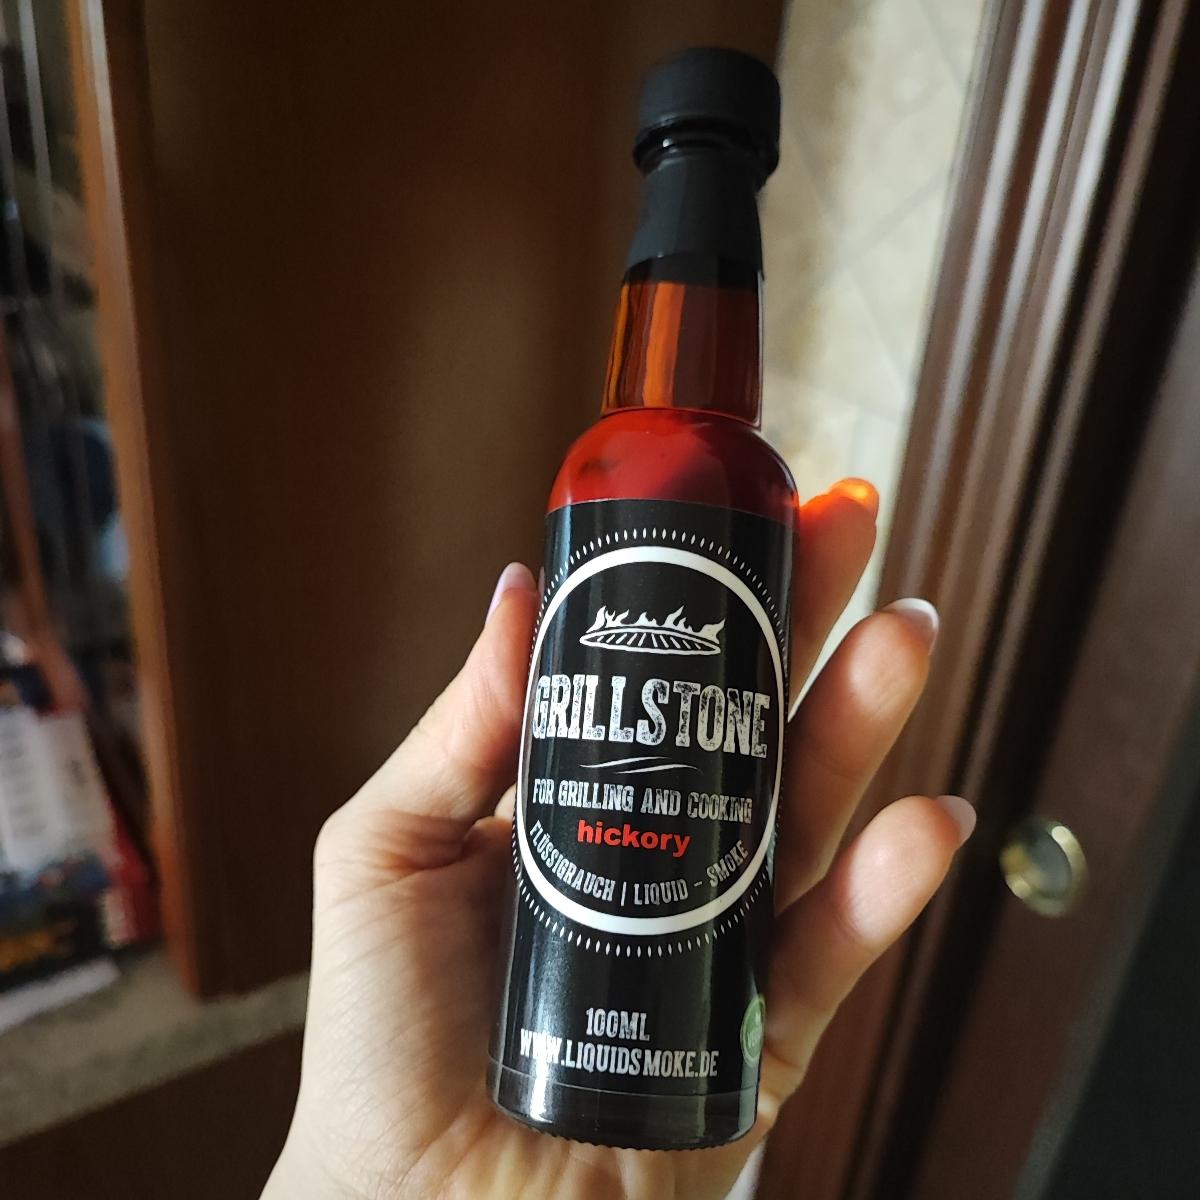 GRILLSTONE
FOR GRILLING AND COOKING
hickory
FLÜSSIGRAUCH | LIQUID - SMOKE
100ML
WWW.LIQUIDSMOKE.DE